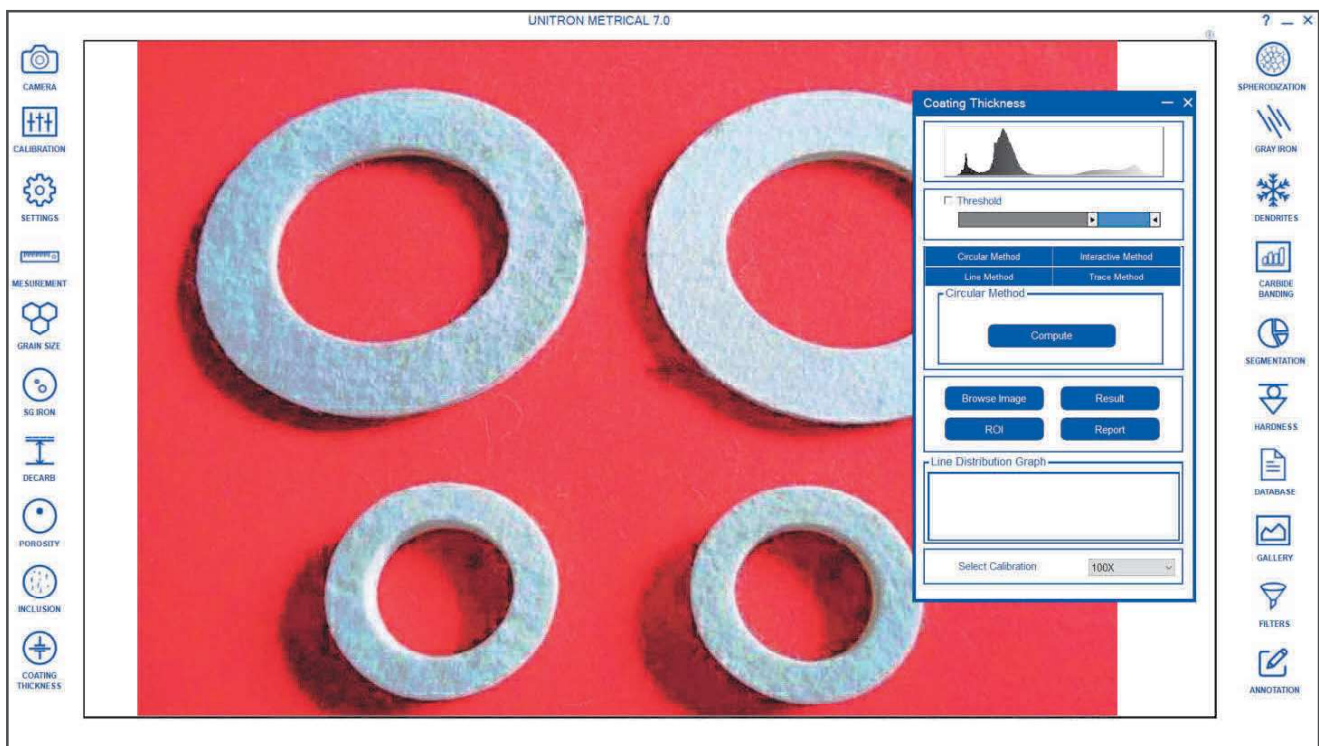 UNITRON METRICAL 7.0
? _ ×
CAMERA
CALIBRATION
SETTINGS
MESUREMENT
GRAIN SIZE
SG IRON
DECARB
POROSITY
INCLUSION
COATING
THICKNESS
Coating Thickness
Threshold
Circular Method Interactive Method
Line Method Trace Method
Circular Method
Compute
Browse Image Result
ROI Report
Line Distribution Graph
Select Calibration 100X
SPHERODIZATION
GRAY IRON
DENDRITES
CARBIDE
BANDING
SEGMENTATION
HARDNESS
DATABASE
GALLERY
FILTERS
ANNOTATION